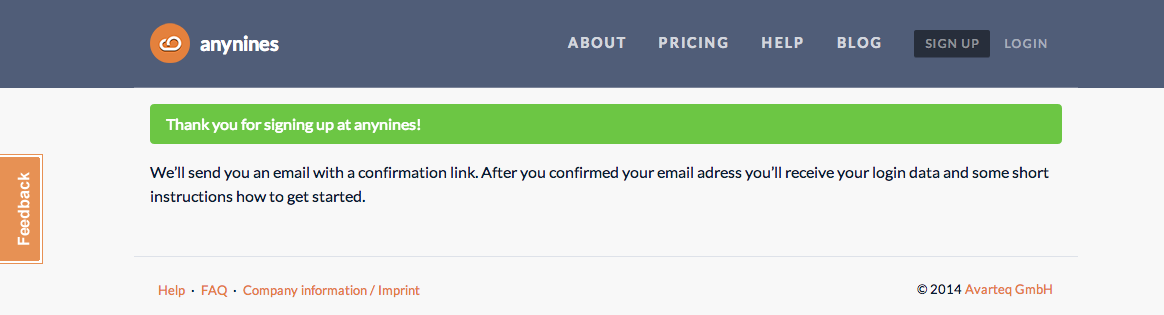 anynines
ABOUT PRICING HELP BLOG SIGN UP LOGIN
Thank you for signing up at anynines!
We'll send you an email with a confirmation link. After you confirmed your email adress you'll receive your login data and some short
instructions how to get started.
Feedback
Help · FAQ · Company information / Imprint
© 2014 Avarteq GmbH